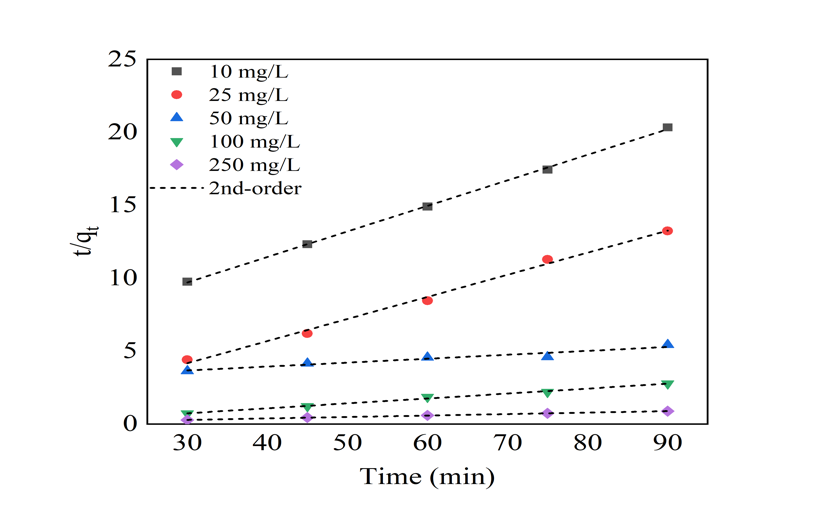 25
20
15
10
5
0
t/qt
10 mg/L
25 mg/L
50 mg/L
100 mg/L
250 mg/L
2nd-order
30 40 50 60 70 80 90
Time (min)